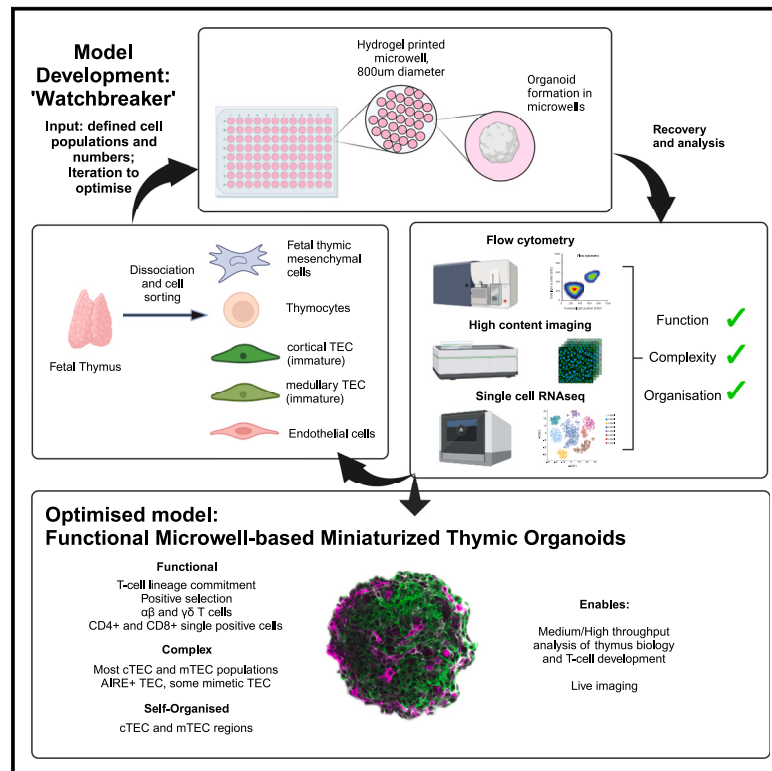 Model
Development:
'Watchbreaker'
Input: defined cell
populations and
numbers;
Iteration to
optimise
Hydrogel printed
microwell,
800um diameter
Organoid
formation in
microwells
Recovery
and analysis
Fetal Thymus
Dissociation
and cell
sorting
Fetal thymic
mesenchymal
cells
Thymocytes
cortical TEC
(immature)
medullary TEC
(immature)
Endothelial cells
Flow cytometry
Flow cytometry
High content imaging
Single cell RNAseq
Function
Complexity
Organisation
Optimised model:
Functional Microwell-based Miniaturized Thymic Organoids
Functional
T-cell lineage commitment
Positive selection
αβ and γδ T cells
CD4+ and CD8+ single positive cells
Complex
Most cTEC and mTEC populations
AIRE+ TEC, some mimetic TEC
Self-Organised
cTEC and mTEC regions
Enables:
Medium/High throughput
analysis of thymus biology
and T-cell development
Live imaging